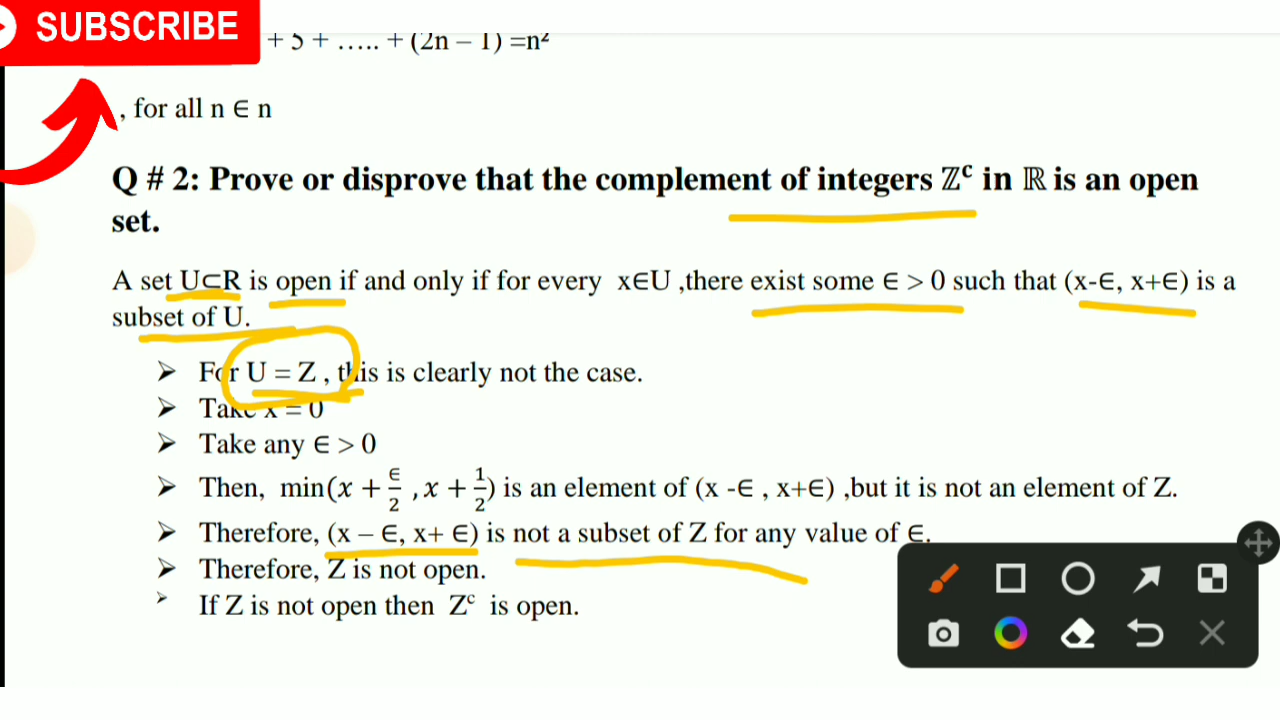 SUBSCRIBE
+ 5 + ….. + (2n – 1) =n²
, for all n ∈ n
Q # 2: Prove or disprove that the complement of integers ℤᶜ in ℝ is an open
set.
A set U⊂R is open if and only if for every x∈U ,there exist some ∈ > 0 such that (x-∈, x+∈) is a
subset of U.
➢ For U = Z , this is clearly not the case.
➢ Take x = 0
➢ Take any ∈ > 0
➢ Then, min(x + ∈/2 , x + 1/2) is an element of (x -∈ , x+∈) ,but it is not an element of Z.
➢ Therefore, (x – ∈, x+ ∈) is not a subset of Z for any value of ∈.
➢ Therefore, Z is not open.
➢ If Z is not open then Zᶜ is open.